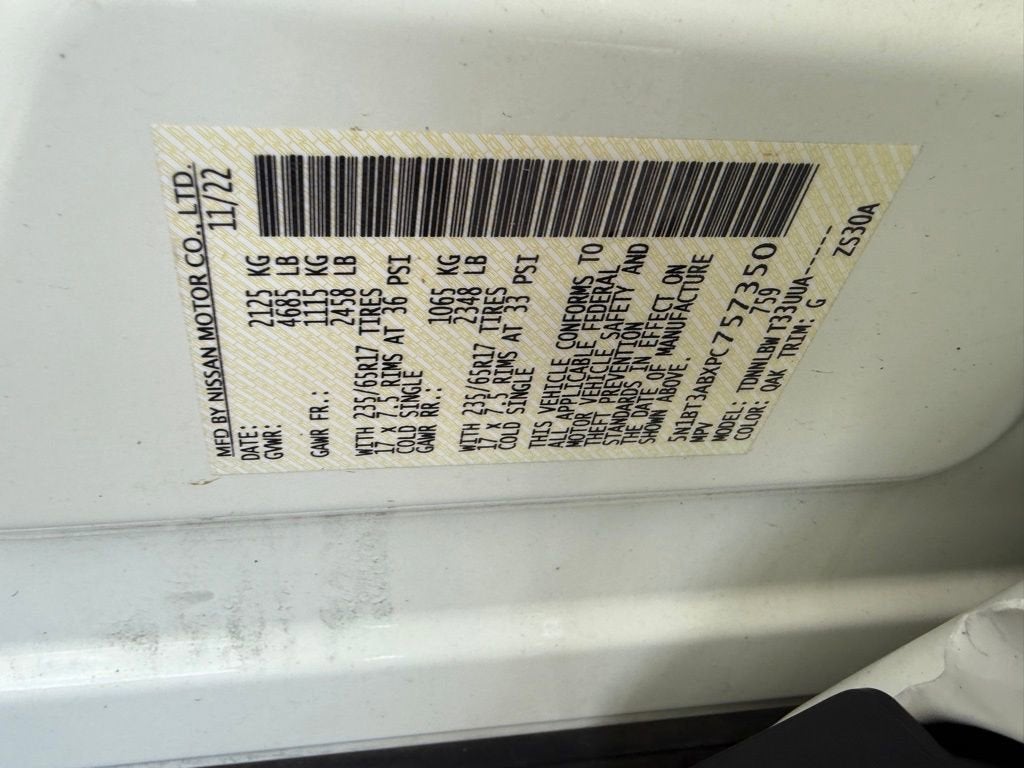 MFD BY NISSAN MOTOR CO., LTD.
DATE: 11/22
GVWR: 2125 KG
4685 LB
GAWR FR.: 1115 KG
2458 LB
WITH 235/65R17 TIRES
17 X 7.5 RIMS AT 36 PSI
COLD SINGLE
GAWR RR.: 1065 KG
2348 LB
WITH 235/65R17 TIRES
17 X 7.5 RIMS AT 33 PSI
COLD SINGLE
THIS VEHICLE CONFORMS TO
ALL APPLICABLE FEDERAL
MOTOR VEHICLE SAFETY AND
THEFT PREVENTION
STANDARDS IN EFFECT ON
THE DATE OF MANUFACTURE
SHOWN ABOVE.
5N1BT3ABXPC757350
MPV 759
MODEL: TDNNLBWT33UUA------
COLOR: QAK TRIM: G ZS30A